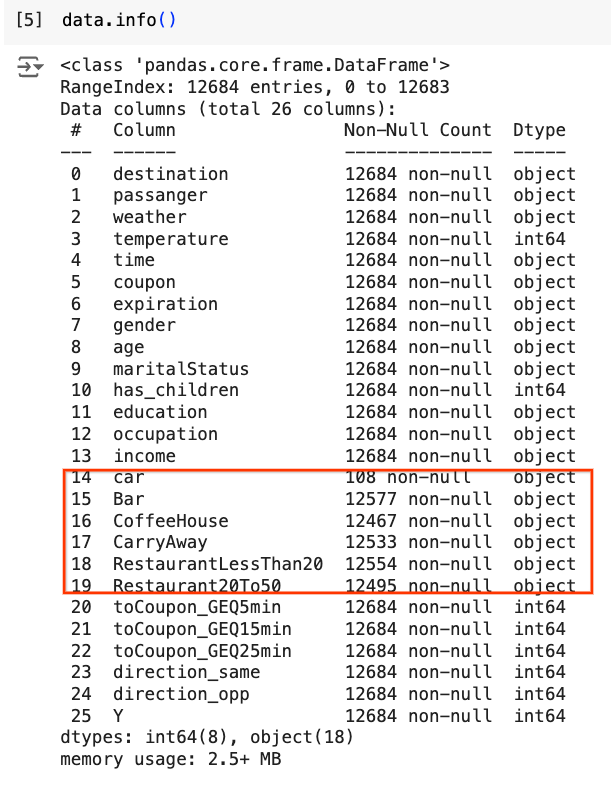 [5] data.info()
<class 'pandas.core.frame.DataFrame'>
RangeIndex: 12684 entries, 0 to 12683
Data columns (total 26 columns):
 #   Column                Non-Null Count  Dtype
---  ------                --------------  -----
 0   destination           12684 non-null  object
 1   passanger             12684 non-null  object
 2   weather               12684 non-null  object
 3   temperature           12684 non-null  int64
 4   time                  12684 non-null  object
 5   coupon                12684 non-null  object
 6   expiration            12684 non-null  object
 7   gender                12684 non-null  object
 8   age                   12684 non-null  object
 9   maritalStatus         12684 non-null  object
 10  has_children          12684 non-null  int64
 11  education             12684 non-null  object
 12  occupation            12684 non-null  object
 13  income                12684 non-null  object
 14  car                   108 non-null    object
 15  Bar                   12577 non-null  object
 16  CoffeeHouse           12467 non-null  object
 17  CarryAway             12533 non-null  object
 18  RestaurantLessThan20  12554 non-null  object
 19  Restaurant20To50      12495 non-null  object
 20  toCoupon_GEQ5min      12684 non-null  int64
 21  toCoupon_GEQ15min     12684 non-null  int64
 22  toCoupon_GEQ25min     12684 non-null  int64
 23  direction_same        12684 non-null  int64
 24  direction_opp         12684 non-null  int64
 25  Y                     12684 non-null  int64
dtypes: int64(8), object(18)
memory usage: 2.5+ MB